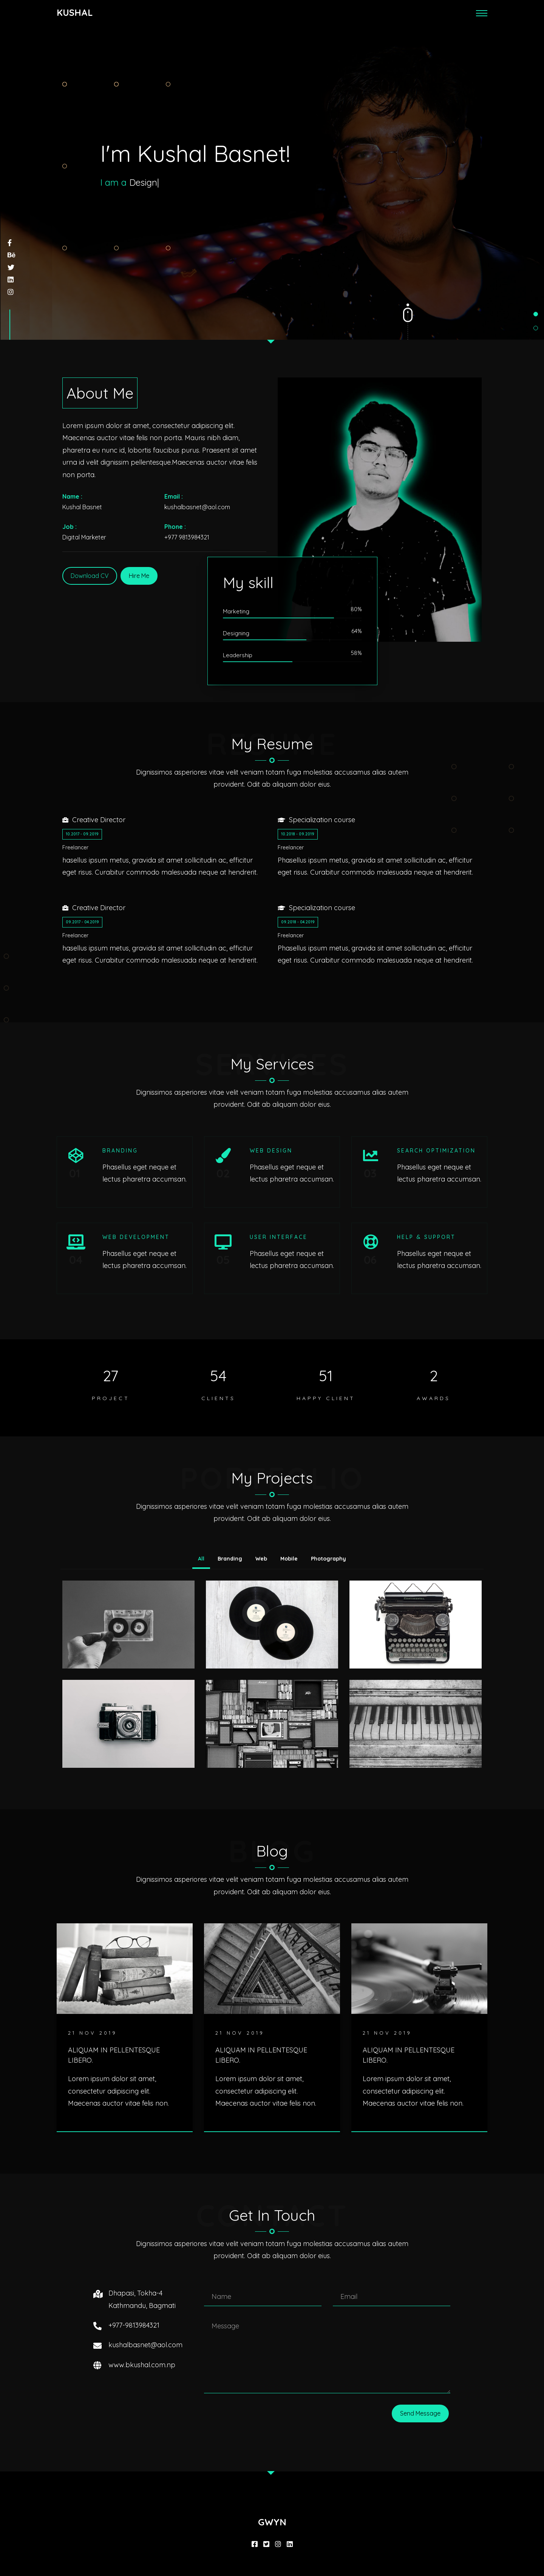 KUSHAL
I'm Kushal Basnet!
I am a Design|
About Me
Lorem ipsum dolor sit amet, consectetur adipiscing elit.
Maecenas auctor vitae felis non porta. Mauris nibh diam,
pharetra eu nunc id, lobortis faucibus purus. Praesent sit amet
urna id velit dignissim pellentesque.Maecenas auctor vitae felis
non porta.
Name :
Kushal Basnet
Email :
kushalbasnet@aol.com
Job :
Digital Marketer
Phone :
+977 9813984321
Download CV
Hire Me
My skill
Marketing 80%
Designing 64%
Leadership 58%
My Resume
Dignissimos asperiores vitae velit veniam totam fuga molestias accusamus alias autem
provident. Odit ab aliquam dolor eius.
Creative Director
10.2017 - 09.2019
Freelancer
hasellus ipsum metus, gravida sit amet sollicitudin ac, efficitur
eget risus. Curabitur commodo malesuada neque at hendrerit.
Specialization course
10.2018 - 09.2019
Freelancer
Phasellus ipsum metus, gravida sit amet sollicitudin ac, efficitur
eget risus. Curabitur commodo malesuada neque at hendrerit.
Creative Director
09.2017 - 04.2019
Freelancer
hasellus ipsum metus, gravida sit amet sollicitudin ac, efficitur
eget risus. Curabitur commodo malesuada neque at hendrerit.
Specialization course
09.2018 - 04.2019
Freelancer
Phasellus ipsum metus, gravida sit amet sollicitudin ac, efficitur
eget risus. Curabitur commodo malesuada neque at hendrerit.
SERVICES
My Services
Dignissimos asperiores vitae velit veniam totam fuga molestias accusamus alias autem
provident. Odit ab aliquam dolor eius.
01
BRANDING
Phasellus eget neque et
lectus pharetra accumsan.
02
WEB DESIGN
Phasellus eget neque et
lectus pharetra accumsan.
03
SEARCH OPTIMIZATION
Phasellus eget neque et
lectus pharetra accumsan.
04
WEB DEVELOPMENT
Phasellus eget neque et
lectus pharetra accumsan.
05
USER INTERFACE
Phasellus eget neque et
lectus pharetra accumsan.
06
HELP & SUPPORT
Phasellus eget neque et
lectus pharetra accumsan.
27
PROJECT
54
CLIENTS
51
HAPPY CLIENT
2
AWARDS
PORTFOLIO
My Projects
Dignissimos asperiores vitae velit veniam totam fuga molestias accusamus alias autem
provident. Odit ab aliquam dolor eius.
All Branding Web Mobile Photography
BLOG
Blog
Dignissimos asperiores vitae velit veniam totam fuga molestias accusamus alias autem
provident. Odit ab aliquam dolor eius.
21 NOV 2019
ALIQUAM IN PELLENTESQUE
LIBERO.
Lorem ipsum dolor sit amet,
consectetur adipiscing elit.
Maecenas auctor vitae felis non.
21 NOV 2019
ALIQUAM IN PELLENTESQUE
LIBERO.
Lorem ipsum dolor sit amet,
consectetur adipiscing elit.
Maecenas auctor vitae felis non.
21 NOV 2019
ALIQUAM IN PELLENTESQUE
LIBERO.
Lorem ipsum dolor sit amet,
consectetur adipiscing elit.
Maecenas auctor vitae felis non.
CONTACT
Get In Touch
Dignissimos asperiores vitae velit veniam totam fuga molestias accusamus alias autem
provident. Odit ab aliquam dolor eius.
Dhapasi, Tokha-4
Kathmandu, Bagmati
+977-9813984321
kushalbasnet@aol.com
www.bkushal.com.np
Name
Email
Message
Send Message
GWYN